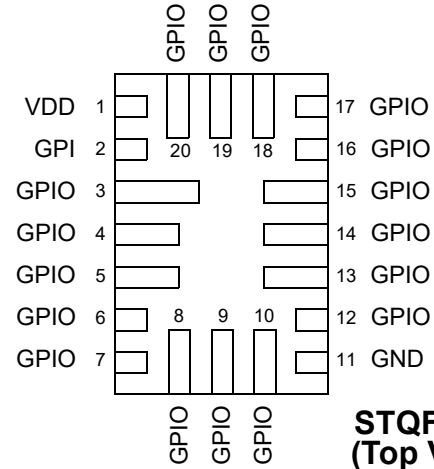 GPIO GPIO GPIO
VDD 1
GPI 2
GPIO 3
GPIO 4
GPIO 5
GPIO 6
GPIO 7
20 19 18
17 GPIO
16 GPIO
15 GPIO
14 GPIO
13 GPIO
12 GPIO
11 GND
8 9 10
GPIO GPIO GPIO
(Top